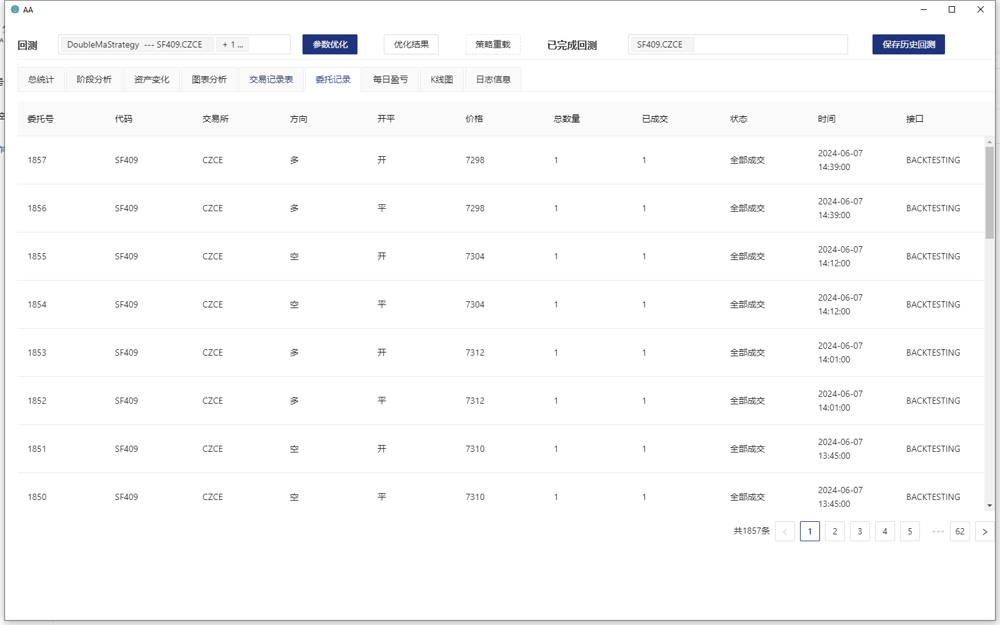 AA
回测 DoubleMaStrategy --- SF409.CZCE + 1 ... 参数优化 优化结果 策略重载 已完成回测 SF409.CZCE 保存历史回测
总统计 阶段分析 资产变化 图表分析 交易记录表 委托记录 每日盈亏 K线图 日志信息
委托号 代码 交易所 方向 开平 价格 总数量 已成交 状态 时间 接口
1857 SF409 CZCE 多 开 7298 1 1 全部成交 2024-06-07 14:39:00 BACKTESTING
1856 SF409 CZCE 多 平 7298 1 1 全部成交 2024-06-07 14:39:00 BACKTESTING
1855 SF409 CZCE 空 开 7304 1 1 全部成交 2024-06-07 14:12:00 BACKTESTING
1854 SF409 CZCE 空 平 7304 1 1 全部成交 2024-06-07 14:12:00 BACKTESTING
1853 SF409 CZCE 多 开 7312 1 1 全部成交 2024-06-07 14:01:00 BACKTESTING
1852 SF409 CZCE 多 平 7312 1 1 全部成交 2024-06-07 14:01:00 BACKTESTING
1851 SF409 CZCE 空 开 7310 1 1 全部成交 2024-06-07 13:45:00 BACKTESTING
1850 SF409 CZCE 空 平 7310 1 1 全部成交 2024-06-07 13:45:00 BACKTESTING
共1857条 < 1 2 3 4 5 ••• 62 >